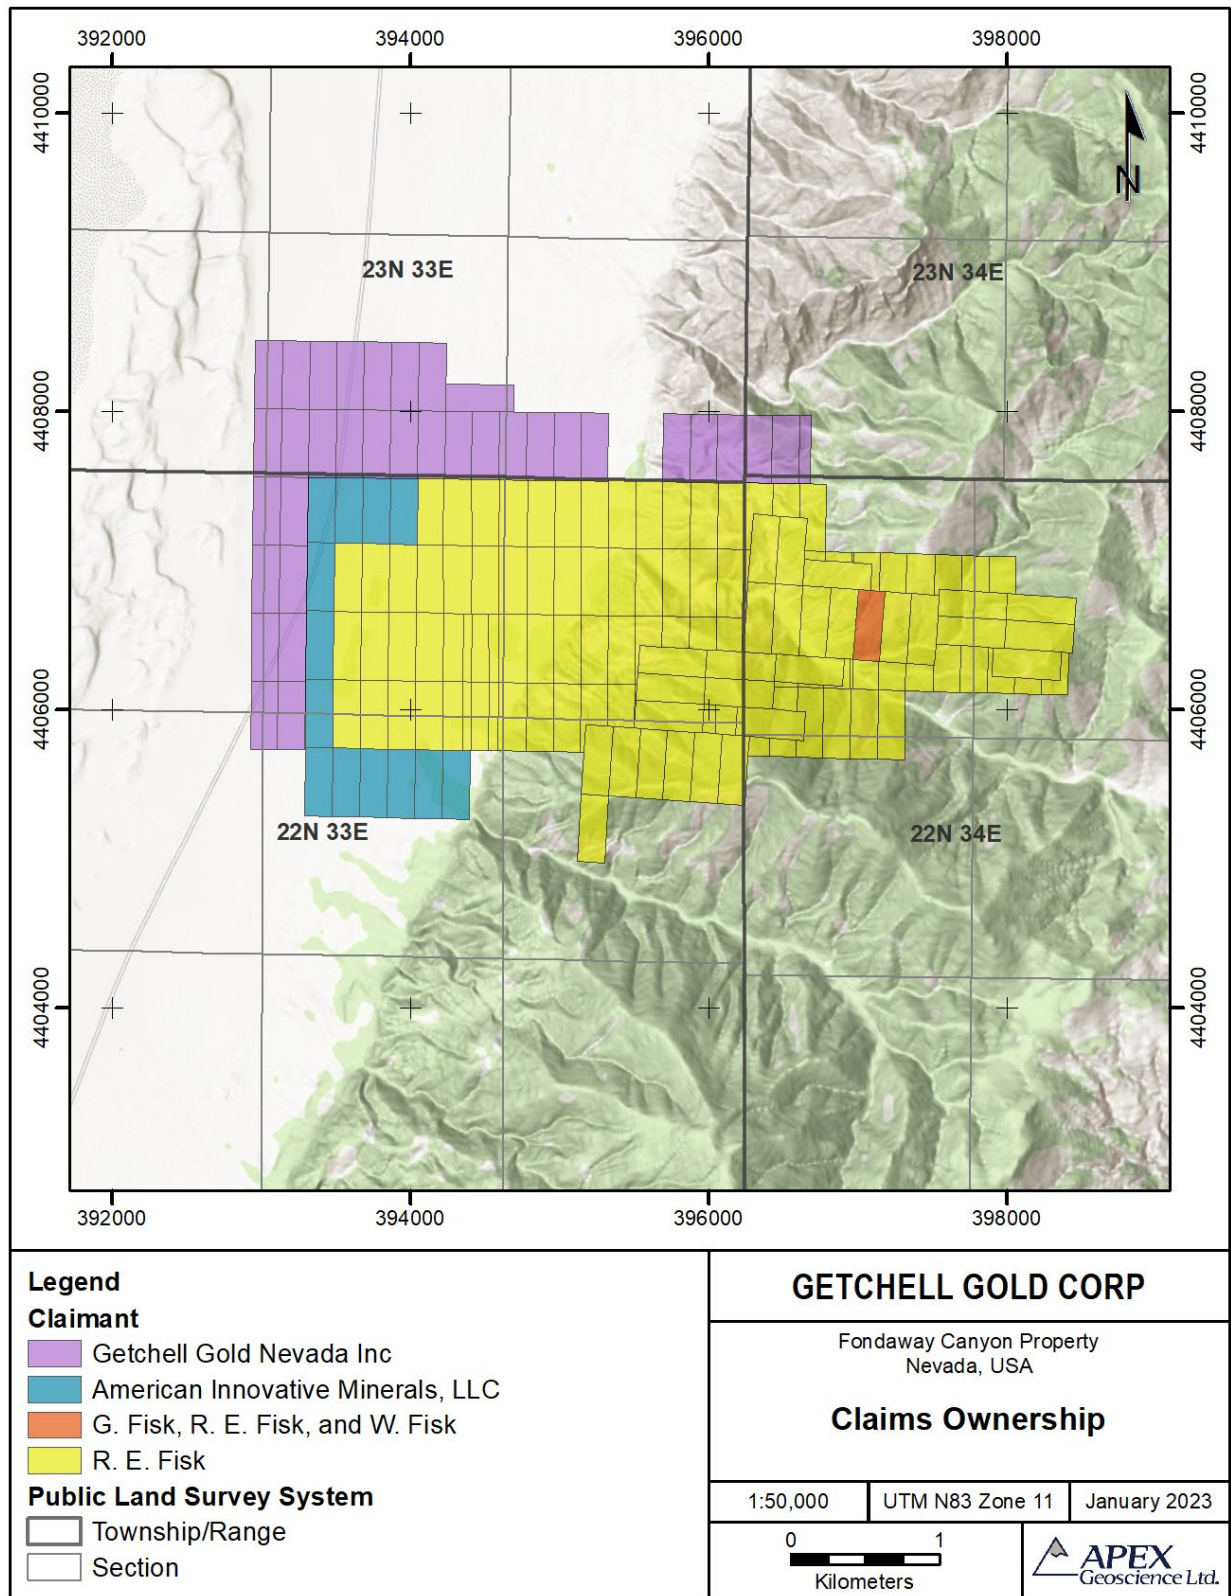 392000
394000
396000
398000
4410000
4410000
N
23N 33E
23N 34E
4408000
4408000
4406000
4406000
22N 33E
22N 34E
4404000
4404000
392000
394000
396000
398000
Legend
Claimant
Getchell Gold Nevada Inc
American Innovative Minerals, LLC
G. Fisk, R. E. Fisk, and W. Fisk
R. E. Fisk
Public Land Survey System
Township/Range
Section
GETCHELL GOLD CORP
Fondaway Canyon Property
Nevada, USA
Claims Ownership
1:50,000
UTM N83 Zone 11
January 2023
0 1
Kilometers
APEX
Geoscience Ltd.